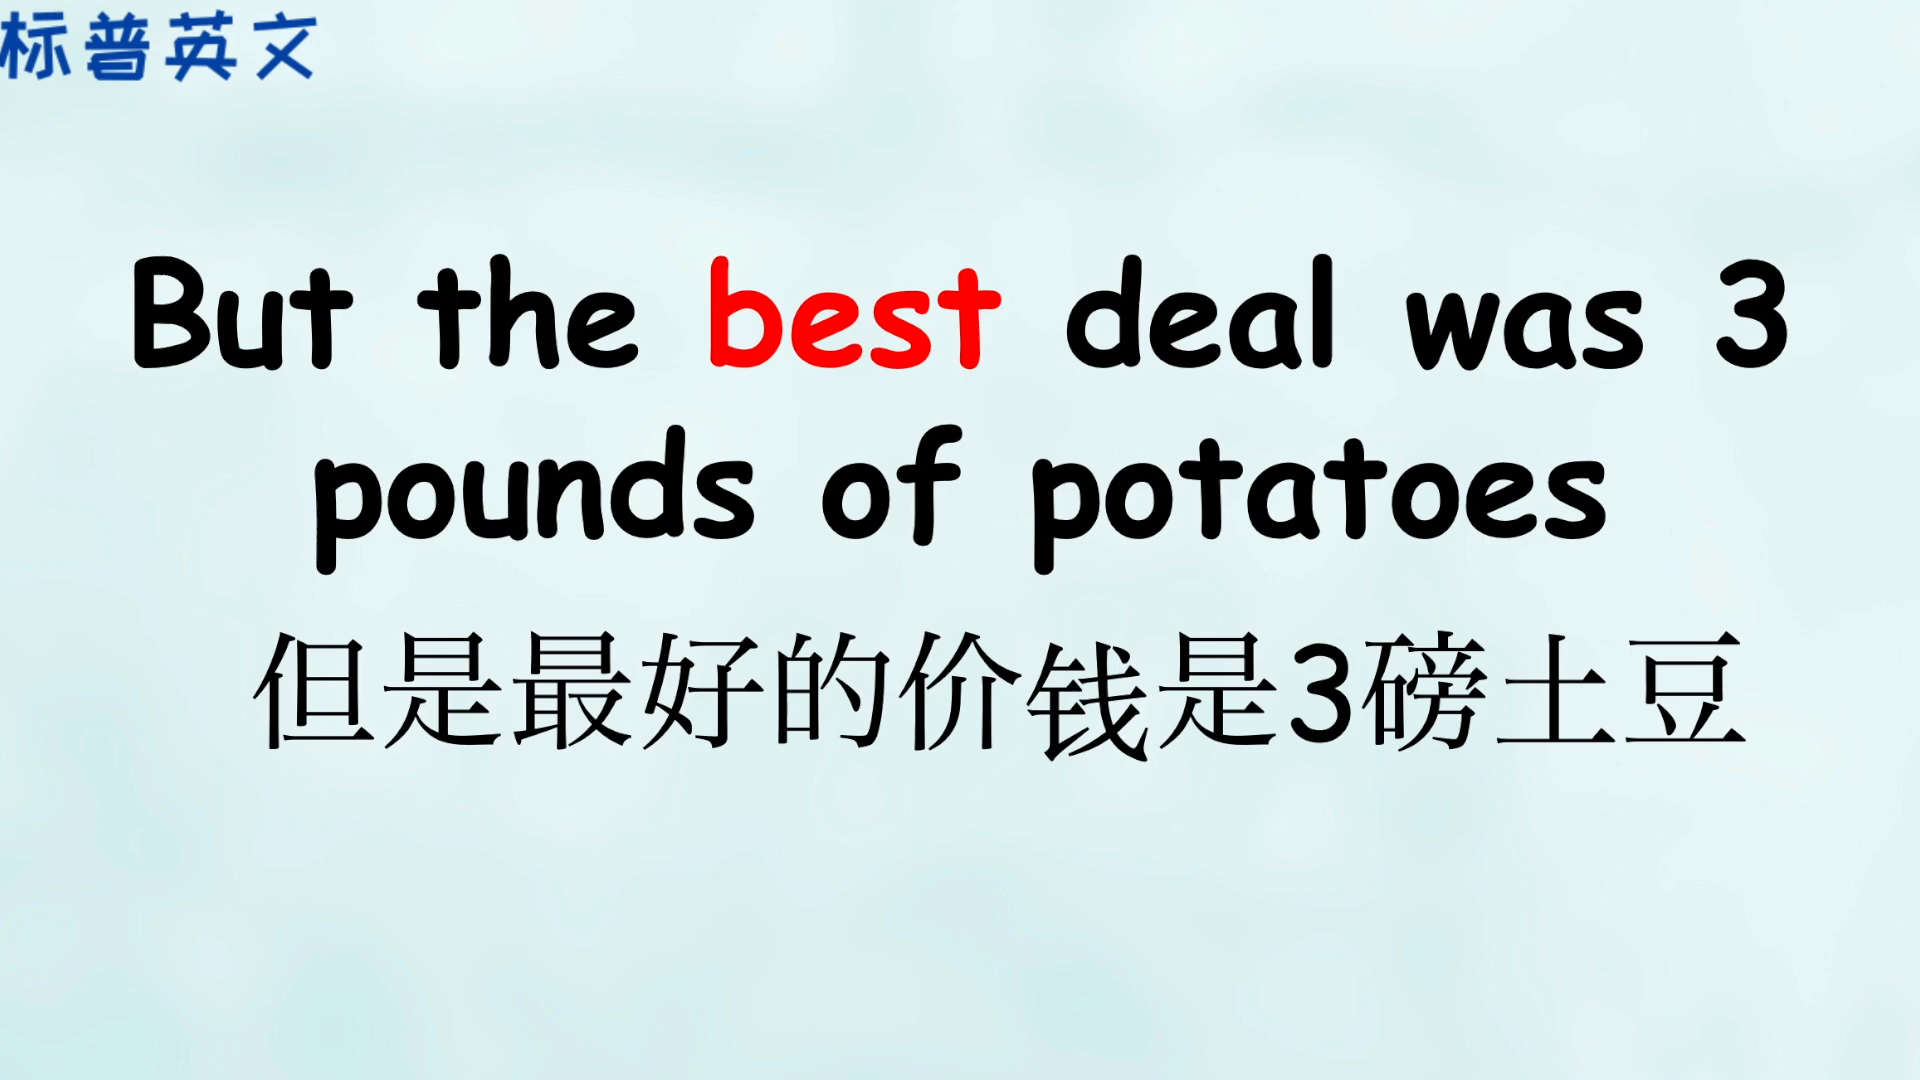 标普英文
But the best deal was 3
pounds of potatoes
但是最好的价钱是3磅土豆